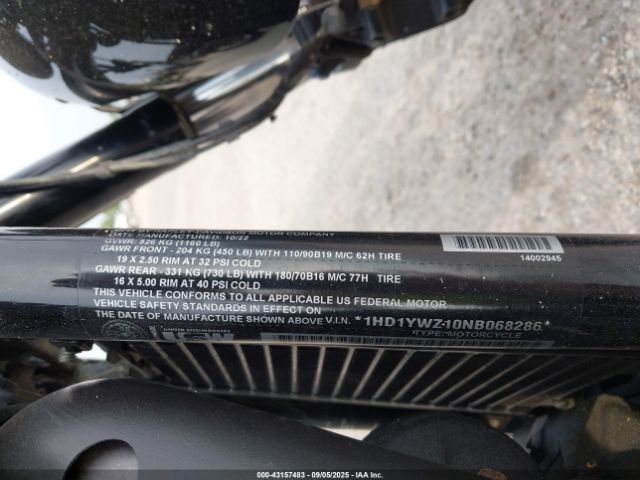 MOTOR COMPANY
DATE MANUFACTURED: 10/22
GVWR: 526 KG (1160 LB)
GAWR FRONT - 204 KG (450 LB) WITH 110/90B19 M/C 62H TIRE
19 X 2.50 RIM AT 32 PSI COLD
GAWR REAR - 331 KG (730 LB) WITH 180/70B16 M/C 77H TIRE
16 X 5.00 RIM AT 40 PSI COLD
THIS VEHICLE CONFORMS TO ALL APPLICABLE US FEDERAL MOTOR
VEHICLE SAFETY STANDARDS IN EFFECT ON
THE DATE OF MANUFACTURE SHOWN ABOVE V.I.N. *1HD1YWZ10NB068286*
TYPE: MOTORCYCLE
14002945
000-43157483 - 09/05/2025 - IAA Inc.